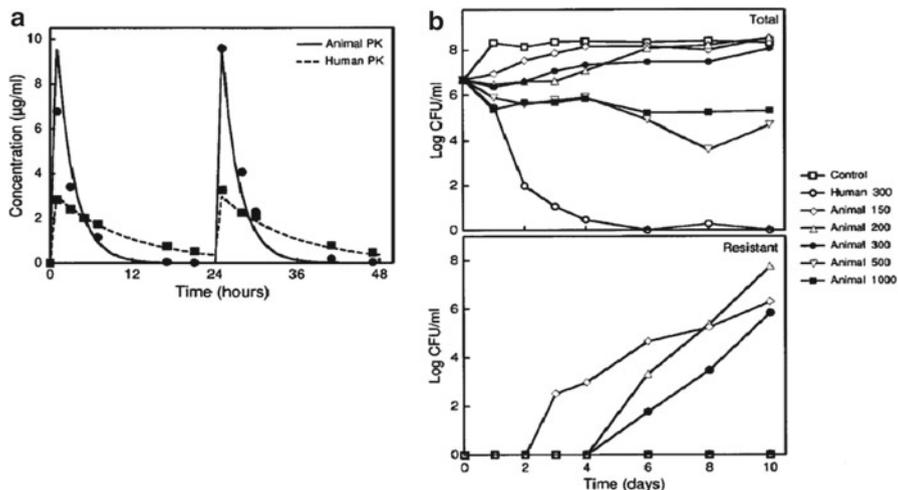 a
Concentration (µg/ml)
10
8
6
4
2
0
0 12 24 36 48
Time (hours)
Animal PK
Human PK
b
Total
Log CFU/ml
8
6
4
2
0
Resistant
Log CFU/ml
8
6
4
2
0
0 2 4 6 8 10
Time (days)
Control
Human 300
Animal 150
Animal 200
Animal 300
Animal 500
Animal 1000